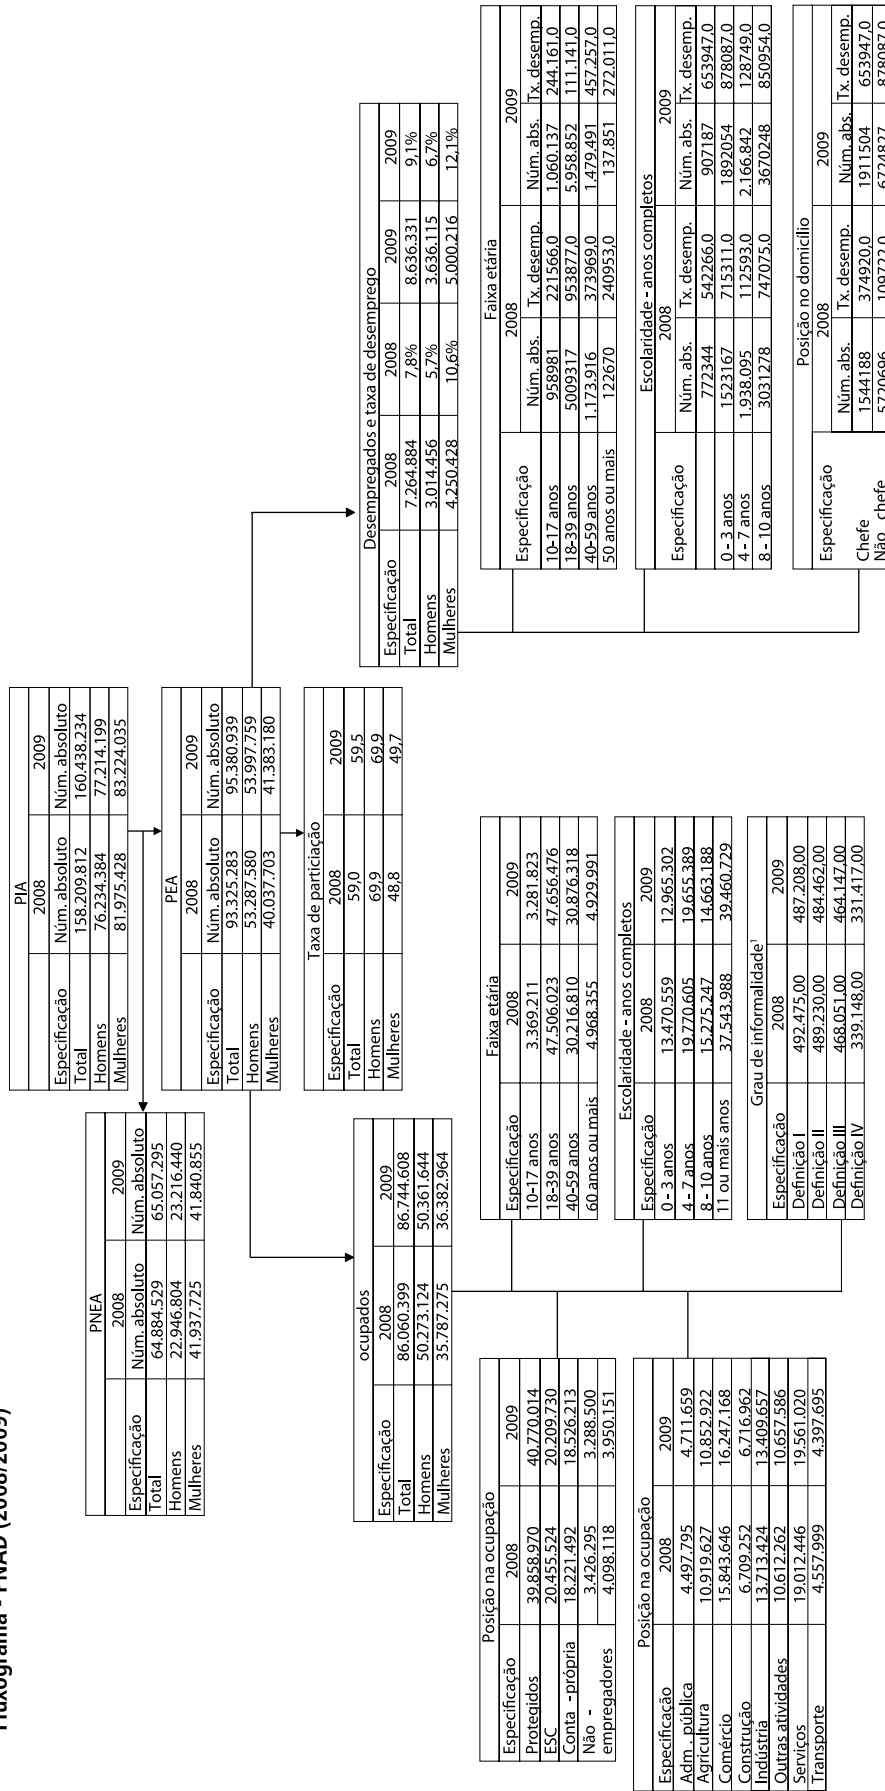 Fluxograma - PNAD (2008/2009)
PIA
Especificação 2008 2009
Núm. absoluto Núm. absoluto
Total 158.209.812 160.438.234
Homens 76.234.384 77.214.199
Mulheres 81.975.428 83.224.035
PNEA
Especificação 2008 2009
Núm. absoluto Núm. absoluto
Total 64.884.529 65.057.295
Homens 22.946.804 23.216.440
Mulheres 41.937.725 41.840.855
PEA
Especificação 2008 2009
Núm. absoluto Núm. absoluto
Total 93.325.283 95.380.939
Homens 53.287.580 53.997.759
Mulheres 40.037.703 41.383.180
Taxa de particiação
Especificação 2008 2009
Total 59,0 59,5
Homens 69,9 69,9
Mulheres 48,8 49,7
ocupados
Especificação 2008 2009
Total 86.060.399 86.744.608
Homens 50.273.124 50.361.644
Mulheres 35.787.275 36.382.964
Desempregados e taxa de desemprego
Especificação 2008 2008 2009 2009
Total 7.264.884 7,8% 8.636.331 9,1%
Homens 3.014.456 5,7% 3.636.115 6,7%
Mulheres 4.250.428 10,6% 5.000.216 12,1%
Posição na ocupação
Especificação 2008 2009
Protegidos 39.858.970 40.770.014
ESC 20.455.524 20.209.730
Conta -própria 18.221.492 18.526.213
Não - 3.426.295 3.288.500
empregadores 4.098.118 3.950.151
Faixa etária
Especificação 2008 2009
10-17 anos 3.369.211 3.281.823
18-39 anos 47.506.023 47.656.476
40-59 anos 30.216.810 30.876.318
60 anos ou mais 4.968.355 4.929.991
Faixa etária
Especificação 2008 2009
Núm. abs. Tx. desemp. Núm. abs. Tx. desemp.
10-17 anos 958981 221566,0 1.060.137 244.161,0
18-39 anos 5009317 953877,0 5.958.852 111.141,0
40-59 anos 1.173.916 373969,0 1.479.491 457.257,0
50 anos ou mais 122670 240953,0 137.851 272.011,0
Posição na ocupação
Especificação 2008 2009
Adm . pública 4.497.795 4.711.659
Agricultura 10.919.627 10.852.922
Comércio 15.843.646 16.247.168
Construção 6.709.252 6.716.962
Indústria 13.713.424 13.409.657
Outras atividades 10.612.262 10.657.586
Serviços 19.012.446 19.561.020
Transporte 4.557.999 4.397.695
Escolaridade - anos completos
Especificação 2008 2009
0 - 3 anos 13.470.559 12.965.302
4 - 7 anos 19.770.605 19.655.389
8 - 10 anos 15.275.247 14.663.188
11 ou mais anos 37.543.988 39.460.729
Escolaridade - anos completos
Especificação 2008 2009
Núm. abs. Tx. desemp. Núm. abs. Tx. desemp.
772344 542266,0 907187 653947,0
0 - 3 anos 1523167 715311,0 1892054 878087,0
4 - 7 anos 1.938.095 112593,0 2.166.842 128749,0
8 - 10 anos 3031278 747075,0 3670248 850954,0
Grau de informalidade¹
Especificação 2008 2009
Definição I 492.475,00 487.208,00
Definição II 489.230,00 484.462,00
Definição III 468.051,00 464.147,00
Definição IV 339.148,00 331.417,00
Posição no domicílio
Especificação 2008 2009
Núm. abs. Tx. desemp. Núm. abs. Tx. desemp.
Chefe 1544188 374920,0 1911504 653947,0
Não chefe 5720696 109722,0 6724827 878087,0